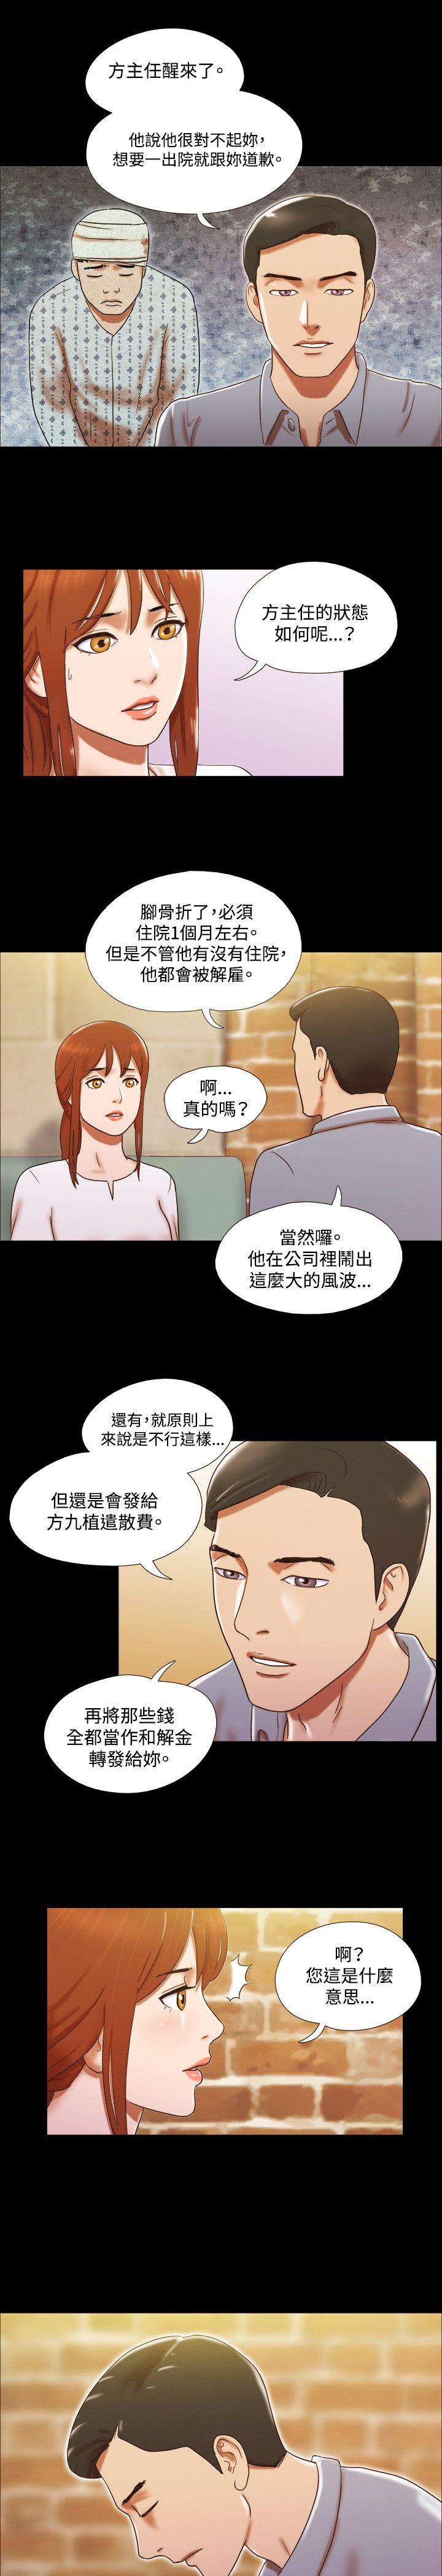 方主任醒來了。
他說他很對不起妳，
想要一出院就跟妳道歉。
方主任的狀態
如何呢...？
腳骨折了，必須
住院1個月左右。
但是不管他有沒有住院，
他都會被解雇。
啊...
真的嗎？
當然囉。
他在公司裡鬧出
這麼大的風波...
還有，就原則上
來說是不行這樣...
但還是會發給
方九植遣散費。
再將那些錢
全都當作和解金
轉發給妳。
啊？
您這是什麼
意思...